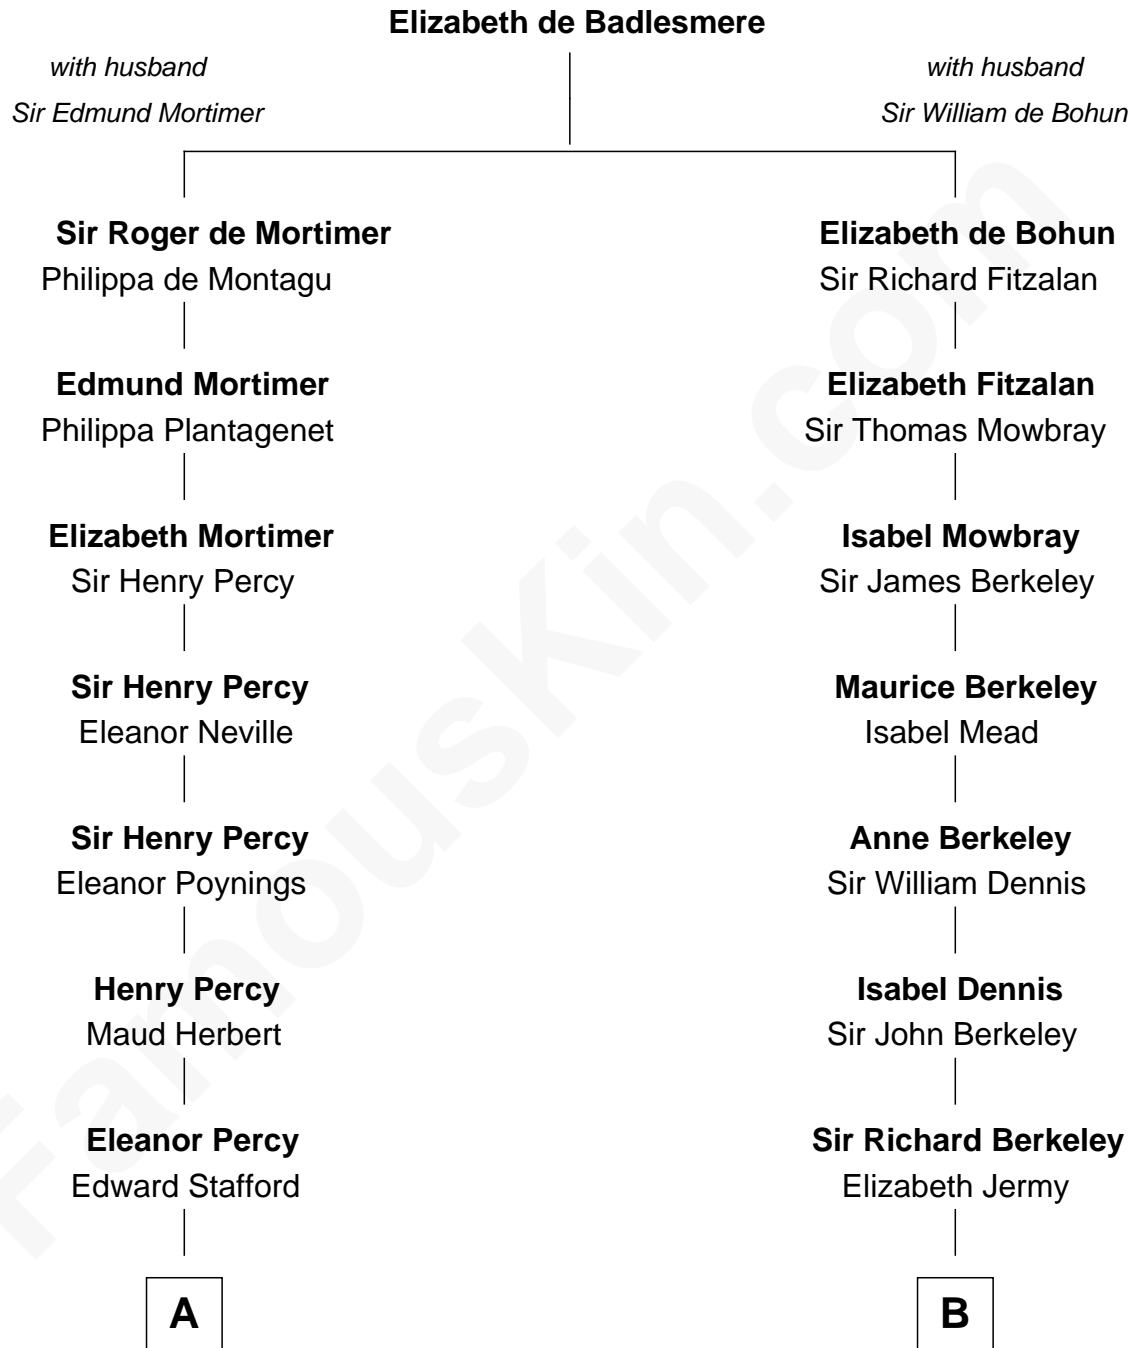 Elizabeth de Badlesmere
with husband
Sir Edmund Mortimer
with husband
Sir William de Bohun
Sir Roger de Mortimer
Philippa de Montagu
Edmund Mortimer
Philippa Plantagenet
Elizabeth Mortimer
Sir Henry Percy
Sir Henry Percy
Eleanor Neville
Sir Henry Percy
Eleanor Poynings
Henry Percy
Maud Herbert
Eleanor Percy
Edward Stafford
A
Elizabeth de Bohun
Sir Richard Fitzalan
Elizabeth Fitzalan
Sir Thomas Mowbray
Isabel Mowbray
Sir James Berkeley
Maurice Berkeley
Isabel Mead
Anne Berkeley
Sir William Dennis
Isabel Dennis
Sir John Berkeley
Sir Richard Berkeley
Elizabeth Jermy
B
FamousKin.com